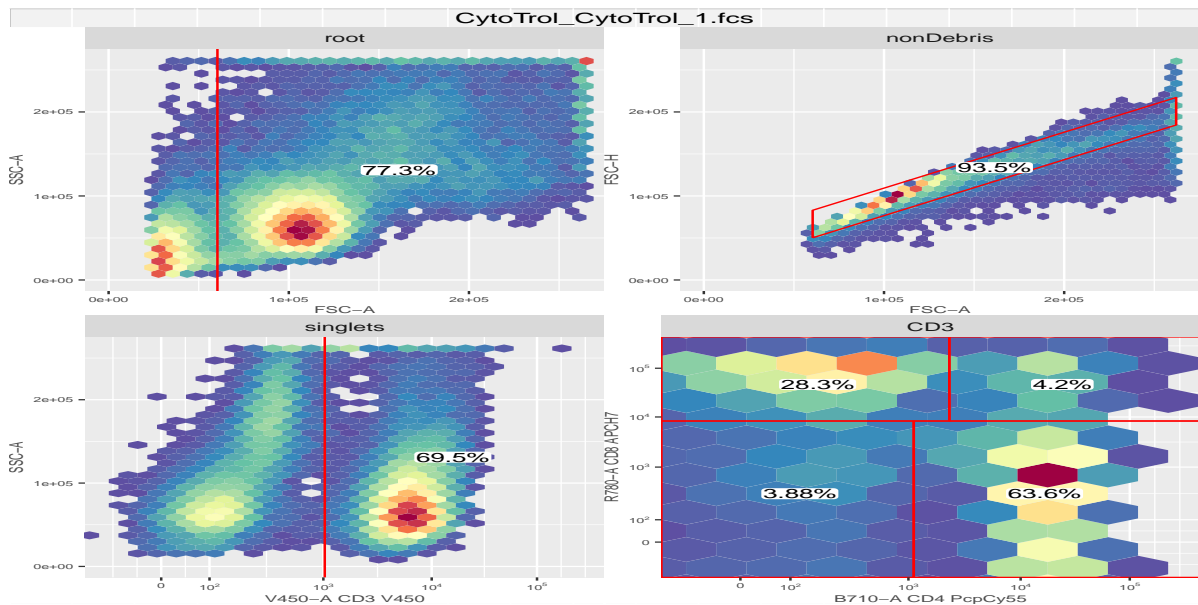 CytoTrol_CytoTrol_1.fcs
root
SSC-A
2e+05
1e+05
0e+00
77.3%
0e+00 1e+05 2e+05
FSC-A
nonDebris
FSC-H
2e+05
1e+05
0e+00
93.5%
0e+00 1e+05 2e+05
FSC-A
singlets
SSC-A
2e+05
1e+05
0e+00
69.5%
0 10² 10³ 10⁴ 10⁵
V450-A CD3 V450
CD3
R780-A CD8 APCH7
10⁵
10⁴
10³
10²
0
28.3% 4.2%
3.88% 63.6%
0 10² 10³ 10⁴ 10⁵
B710-A CD4 PcpCy55